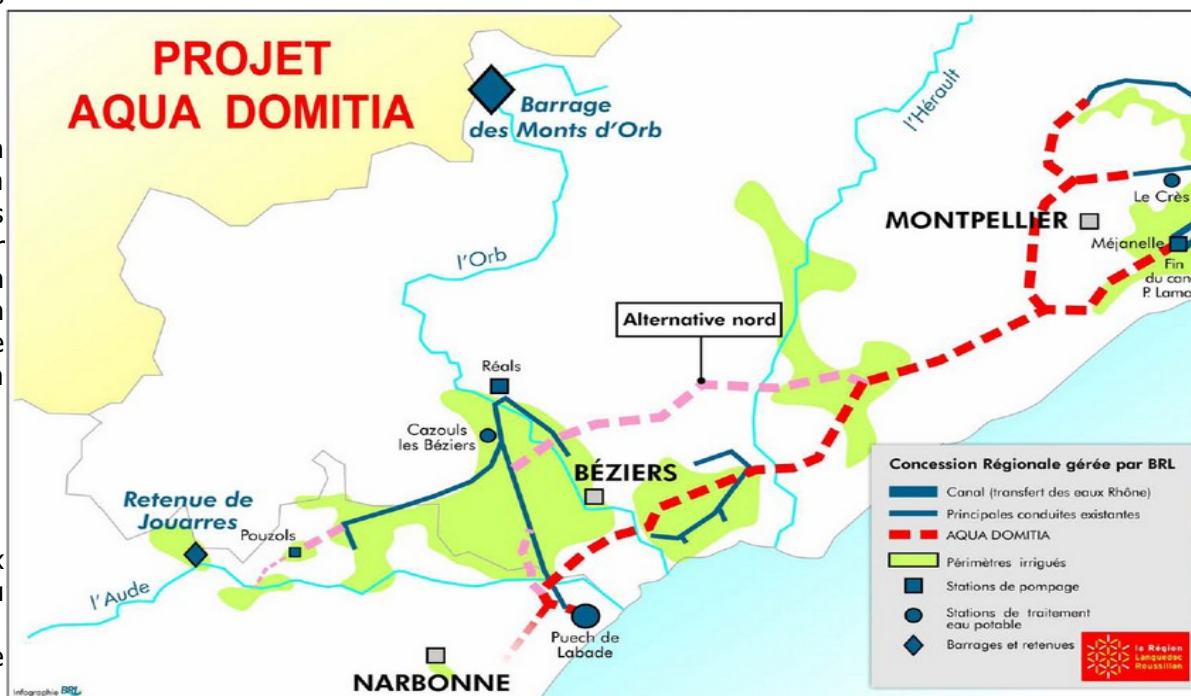 PROJET
AQUA DOMITIA
Barrage
des Monts d'Orb
l'Hérault
Le Crès
MONTPELLIER
Méjanelle
Fin
du can
P. Lama
l'Orb
Alternative nord
Réals
Cazouls
les Béziers
BÉZIERS
Retenue de
Jouarres
Pouzols
l'Aude
Puech de
Labade
NARBONNE
Concession Régionale gérée par BRL
Canal (transfert des eaux Rhône)
Principales conduites existantes
AQUA DOMITIA
Périmètres irrigués
Stations de pompage
Stations de traitement
eau potable
Barrages et retenues
la Région
Languedoc
Roussillon
Infographie BRL